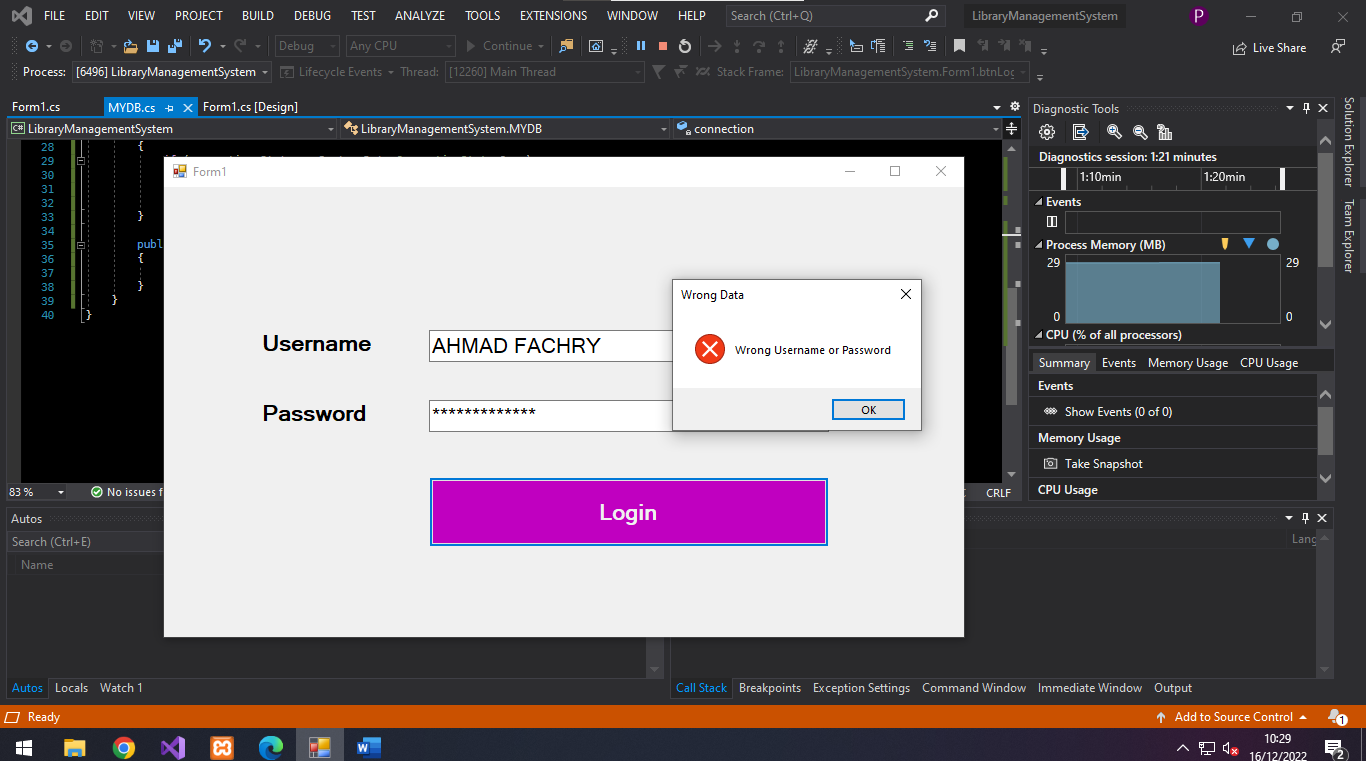 FILE EDIT VIEW PROJECT BUILD DEBUG TEST ANALYZE TOOLS EXTENSIONS WINDOW HELP Search (Ctrl+Q) LibraryManagementSystem P
Debug Any CPU Continue Live Share
Process: [6496] LibraryManagementSystem Lifecycle Events Thread: [12260] Main Thread Stack Frame: LibraryManagementSystem.Form1.btnLog
Form1.cs MYDB.cs Form1.cs [Design]
C# LibraryManagementSystem LibraryManagementSystem.MYDB connection
28 {
29
30
31
32
33 }
34
35 publ
36 {
37
38 }
39 }
40 }
83 % No issues f CRLF
Form1
Username AHMAD FACHRY
Password *************
Login
Wrong Data
Wrong Username or Password
OK
Diagnostic Tools
Diagnostics session: 1:21 minutes
1:10min 1:20min
Events
Process Memory (MB)
29 29
0 0
CPU (% of all processors)
Summary Events Memory Usage CPU Usage
Events
Show Events (0 of 0)
Memory Usage
Take Snapshot
CPU Usage
Solution Explorer
Team Explorer
Autos
Search (Ctrl+E)
Name
Lang
Autos Locals Watch 1
Call Stack Breakpoints Exception Settings Command Window Immediate Window Output
Ready Add to Source Control 1
10:29
16/12/2022
2